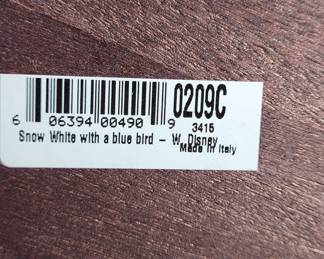 0209C
6 06394 00490 9
3415
Snow White with a blue bird - W. Disney
Made in Italy